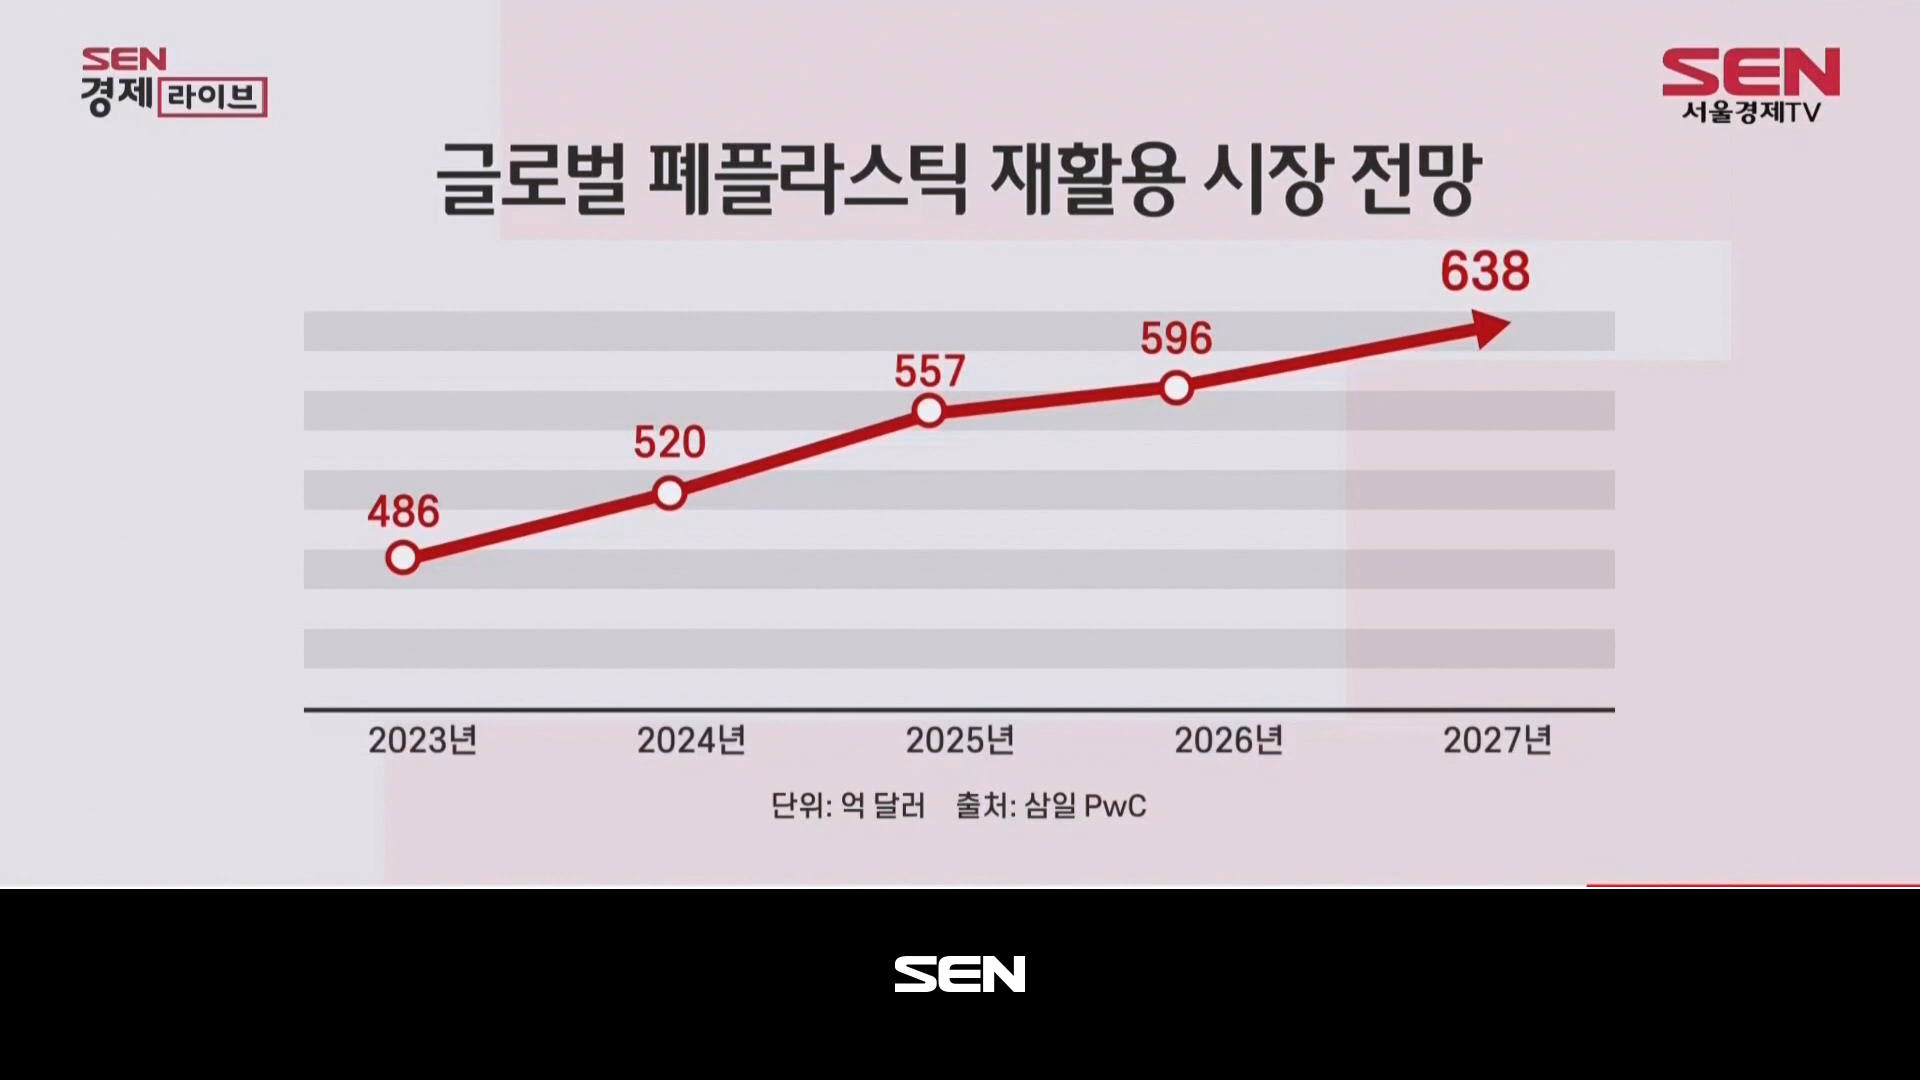 SEN
경제 라이브
SEN
서울경제TV
글로벌 폐플라스틱 재활용 시장 전망
486
520
557
596
638
2023년
2024년
2025년
2026년
2027년
단위: 억 달러 출처: 삼일 PwC
SEN